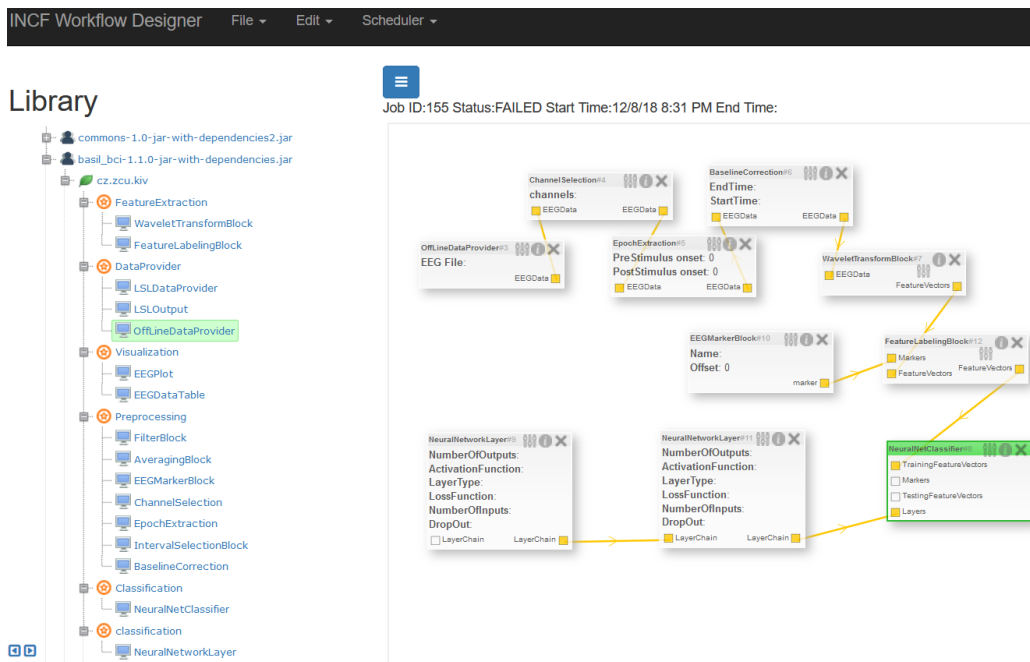 INCF Workflow Designer File Edit Scheduler
Library
Job ID:155 Status:FAILED Start Time:12/8/18 8:31 PM End Time:
commons-1.0-jar-with-dependencies2.jar
basil_bci-1.1.0-jar-with-dependencies.jar
cz.zcu.kiv
FeatureExtraction
WaveletTransformBlock
FeatureLabelingBlock
DataProvider
LSLDataProvider
LSLOutput
OffLineDataProvider
Visualization
EEGPlot
EEGDataTable
Preprocessing
FilterBlock
AveragingBlock
EEGMarkerBlock
ChannelSelection
EpochExtraction
IntervalSelectionBlock
BaselineCorrection
Classification
NeuralNetClassifier
classification
NeuralNetworkLayer
ChannelSelection#4
channels:
EEGData EEGData
BaselineCorrection#6
EndTime:
StartTime:
EEGData EEGData
OffLineDataProvider#3
EEG File:
EEGData
EpochExtraction#5
PreStimulus onset: 0
PostStimulus onset: 0
EEGData EEGData
WaveletTransformBlock#7
EEGData
FeatureVectors
EEGMarkerBlock#10
Name:
Offset: 0
marker
FeatureLabelingBlock#12
Markers
FeatureVectors FeatureVectors
NeuralNetworkLayer#9
NumberOfOutputs:
ActivationFunction:
LayerType:
LossFunction:
NumberOfInputs:
DropOut:
LayerChain LayerChain
NeuralNetworkLayer#11
NumberOfOutputs:
ActivationFunction:
LayerType:
LossFunction:
NumberOfInputs:
DropOut:
LayerChain LayerChain
NeuralNetClassifier
TrainingFeatureVectors
Markers
TestingFeatureVectors
Layers